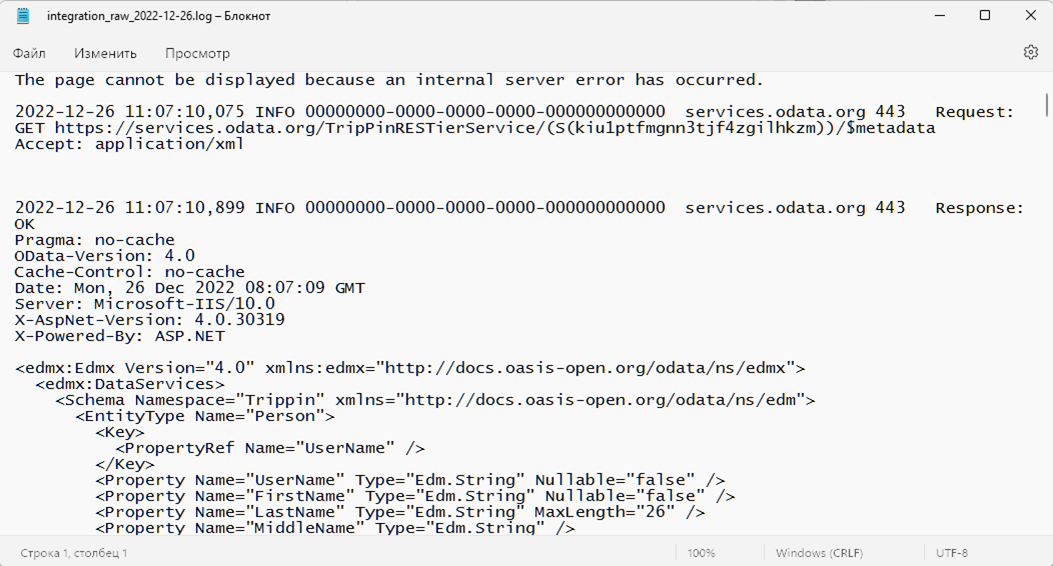 integration_raw_2022-12-26.log – Блокнот
Файл Изменить Просмотр
The page cannot be displayed because an internal server error has occurred.
2022-12-26 11:07:10,075 INFO 00000000-0000-0000-0000-000000000000  services.odata.org 443   Request:
GET https://services.odata.org/TripPinRESTierService/(S(kiu1ptfmgnn3tjf4zgilhkzm))/$metadata
Accept: application/xml
2022-12-26 11:07:10,899 INFO 00000000-0000-0000-0000-000000000000  services.odata.org 443   Response:
OK
Pragma: no-cache
OData-Version: 4.0
Cache-Control: no-cache
Date: Mon, 26 Dec 2022 08:07:09 GMT
Server: Microsoft-IIS/10.0
X-AspNet-Version: 4.0.30319
X-Powered-By: ASP.NET
<edmx:Edmx Version="4.0" xmlns:edmx="http://docs.oasis-open.org/odata/ns/edmx">
  <edmx:DataServices>
    <Schema Namespace="Trippin" xmlns="http://docs.oasis-open.org/odata/ns/edm">
      <EntityType Name="Person">
        <Key>
          <PropertyRef Name="UserName" />
        </Key>
        <Property Name="UserName" Type="Edm.String" Nullable="false" />
        <Property Name="FirstName" Type="Edm.String" Nullable="false" />
        <Property Name="LastName" Type="Edm.String" MaxLength="26" />
        <Property Name="MiddleName" Type="Edm.String" />
Строка 1, столбец 1 100% Windows (CRLF) UTF-8